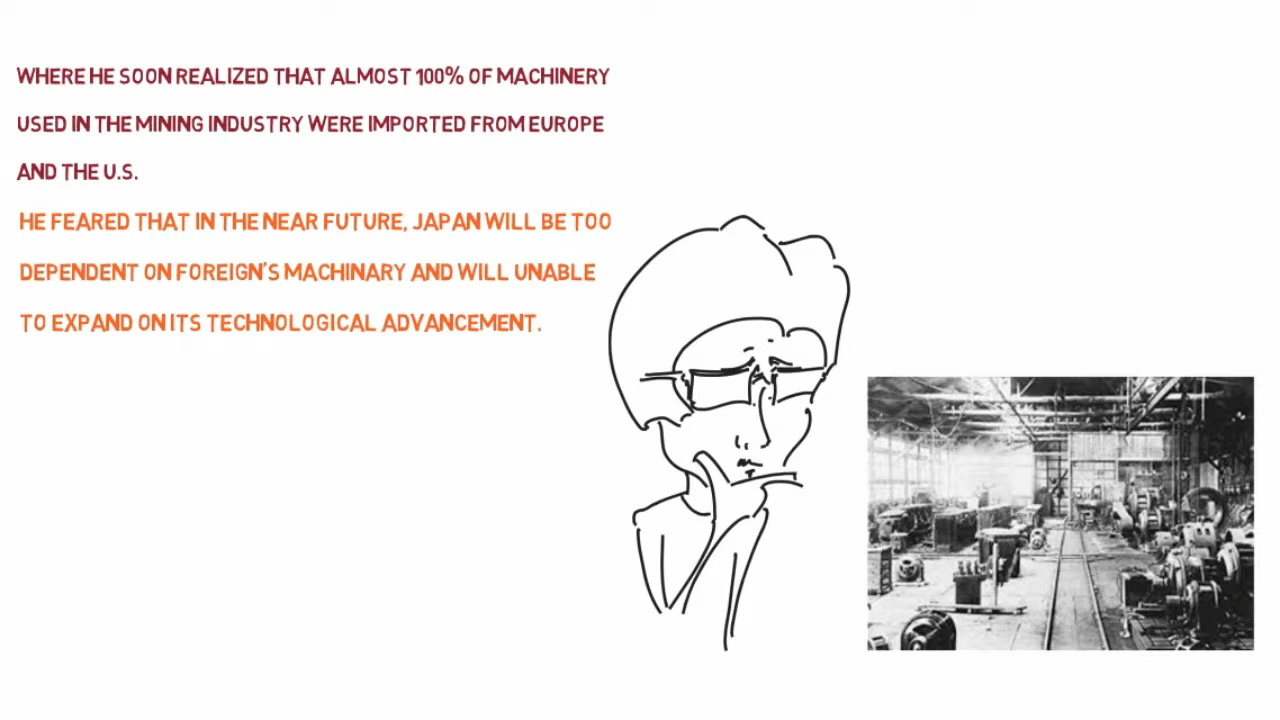 WHERE HE SOON REALIZED THAT ALMOST 100% OF MACHINERY
USED IN THE MINING INDUSTRY WERE IMPORTED FROM EUROPE
AND THE U.S.
HE FEARED THAT IN THE NEAR FUTURE, JAPAN WILL BE TOO
DEPENDENT ON FOREIGN'S MACHINARY AND WILL UNABLE
TO EXPAND ON ITS TECHNOLOGICAL ADVANCEMENT.